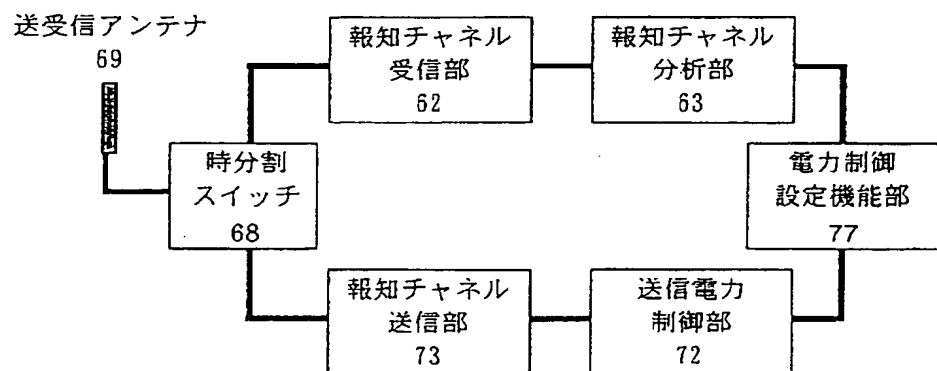 送受信アンテナ
69
報知チャネル
受信部
62
報知チャネル
分析部
63
時分割
スイッチ
68
電力制御
設定機能部
77
報知チャネル
送信部
73
送信電力
制御部
72